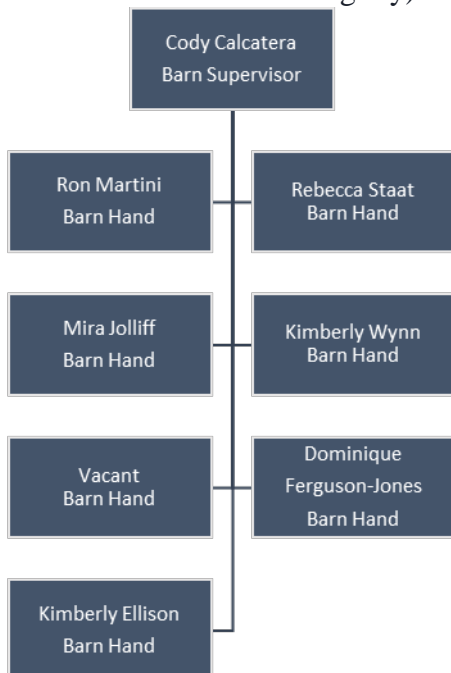 Cody Calcatera
Barn Supervisor
Ron Martini
Barn Hand
Rebecca Staat
Barn Hand
Mira Jolliff
Barn Hand
Kimberly Wynn
Barn Hand
Vacant
Barn Hand
Dominique
Ferguson-Jones
Barn Hand
Kimberly Ellison
Barn Hand